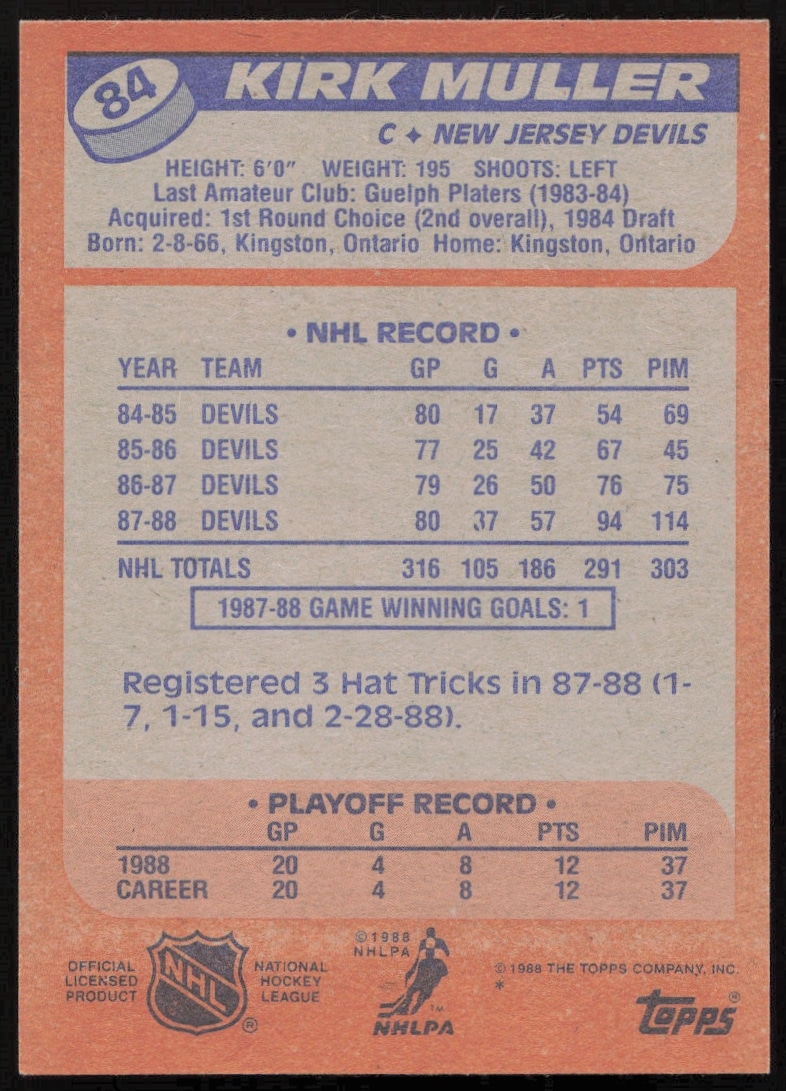 84
KIRK MULLER
C ✦ NEW JERSEY DEVILS
HEIGHT: 6'0" WEIGHT: 195 SHOOTS: LEFT
Last Amateur Club: Guelph Platers (1983-84)
Acquired: 1st Round Choice (2nd overall), 1984 Draft
Born: 2-8-66, Kingston, Ontario Home: Kingston, Ontario
• NHL RECORD •
YEAR TEAM GP G A PTS PIM
84-85 DEVILS 80 17 37 54 69
85-86 DEVILS 77 25 42 67 45
86-87 DEVILS 79 26 50 76 75
87-88 DEVILS 80 37 57 94 114
NHL TOTALS 316 105 186 291 303
1987-88 GAME WINNING GOALS: 1
Registered 3 Hat Tricks in 87-88 (1-
7, 1-15, and 2-28-88).
• PLAYOFF RECORD •
GP G A PTS PIM
1988 20 4 8 12 37
CAREER 20 4 8 12 37
OFFICIAL
LICENSED
PRODUCT
NHL
®
NATIONAL
HOCKEY
LEAGUE
©1988
NHLPA
™
NHLPA
© 1988 THE TOPPS COMPANY, INC.
*
topps®